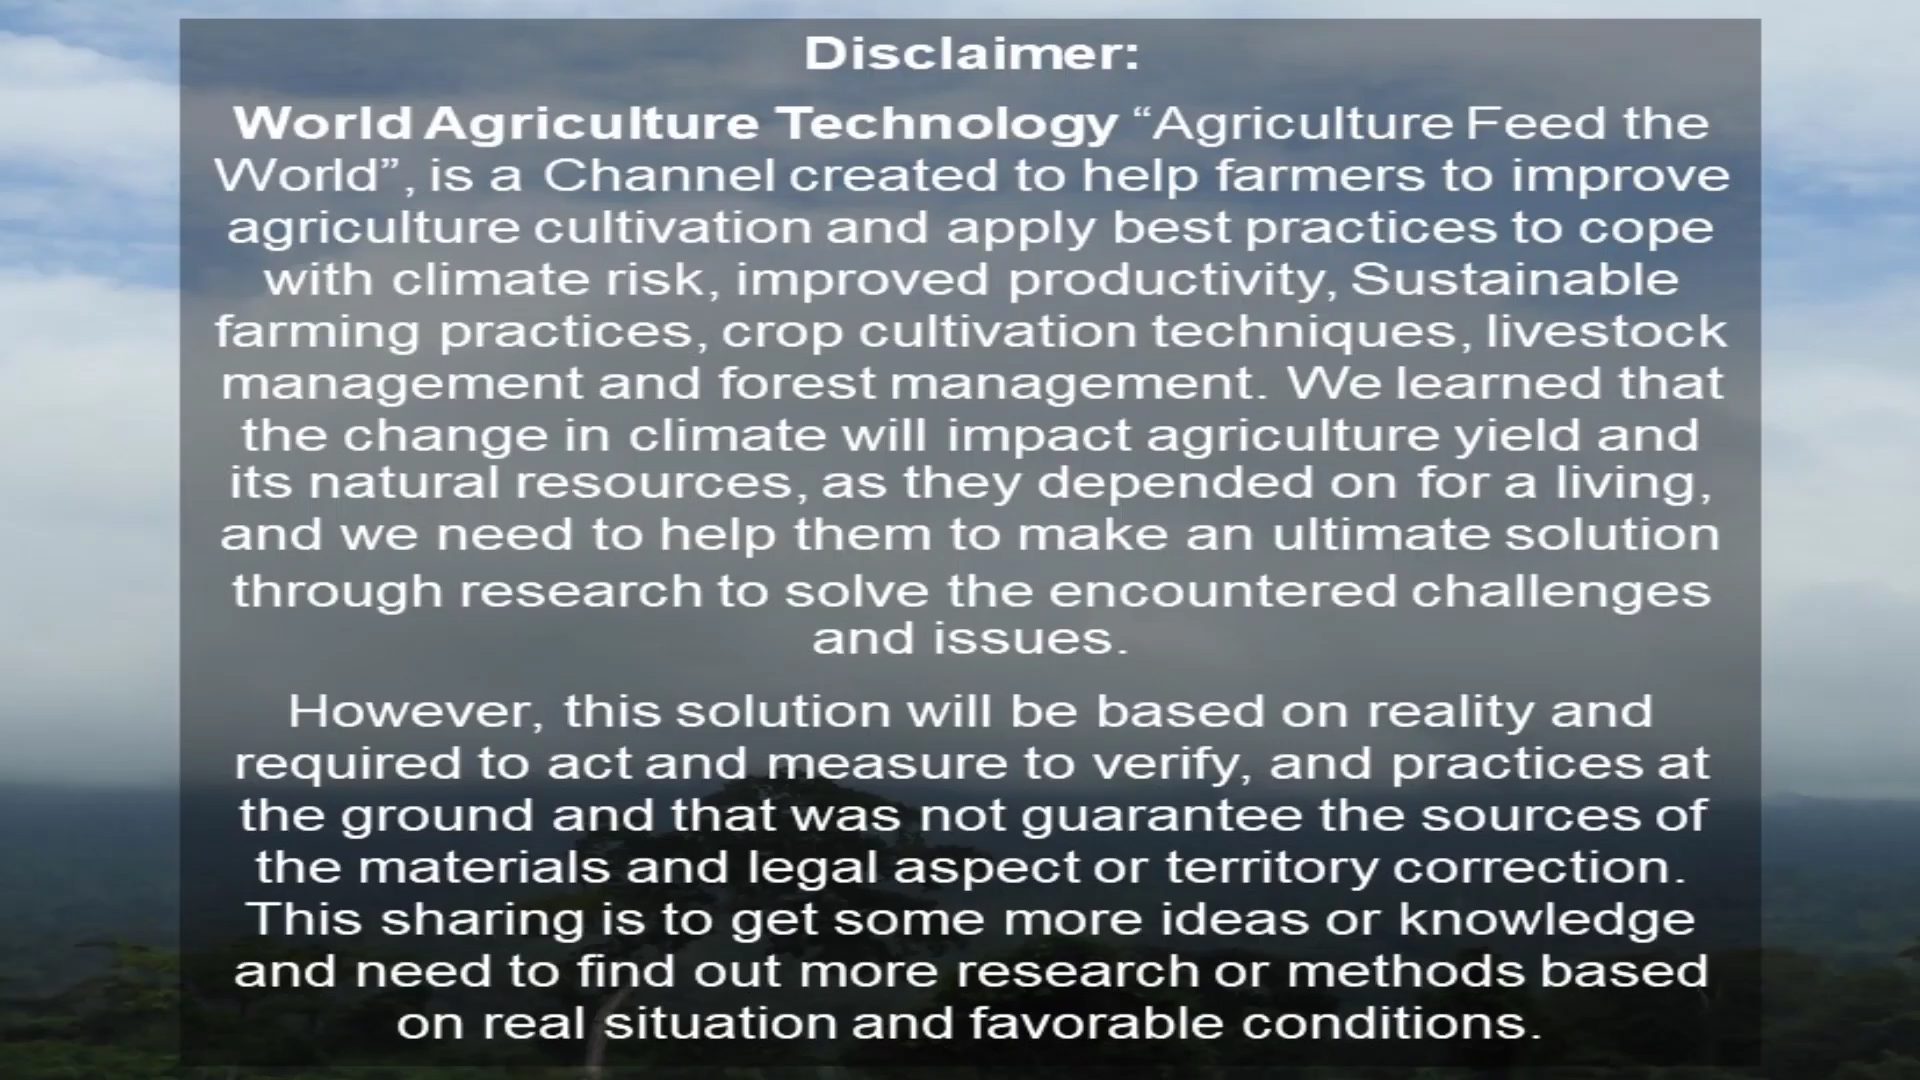 Disclaimer:
World Agriculture Technology “Agriculture Feed the
World”, is a Channel created to help farmers to improve
agriculture cultivation and apply best practices to cope
with climate risk, improved productivity, Sustainable
farming practices, crop cultivation techniques, livestock
management and forest management. We learned that
the change in climate will impact agriculture yield and
its natural resources, as they depended on for a living,
and we need to help them to make an ultimate solution
through research to solve the encountered challenges
and issues.
However, this solution will be based on reality and
required to act and measure to verify, and practices at
the ground and that was not guarantee the sources of
the materials and legal aspect or territory correction.
This sharing is to get some more ideas or knowledge
and need to find out more research or methods based
on real situation and favorable conditions.